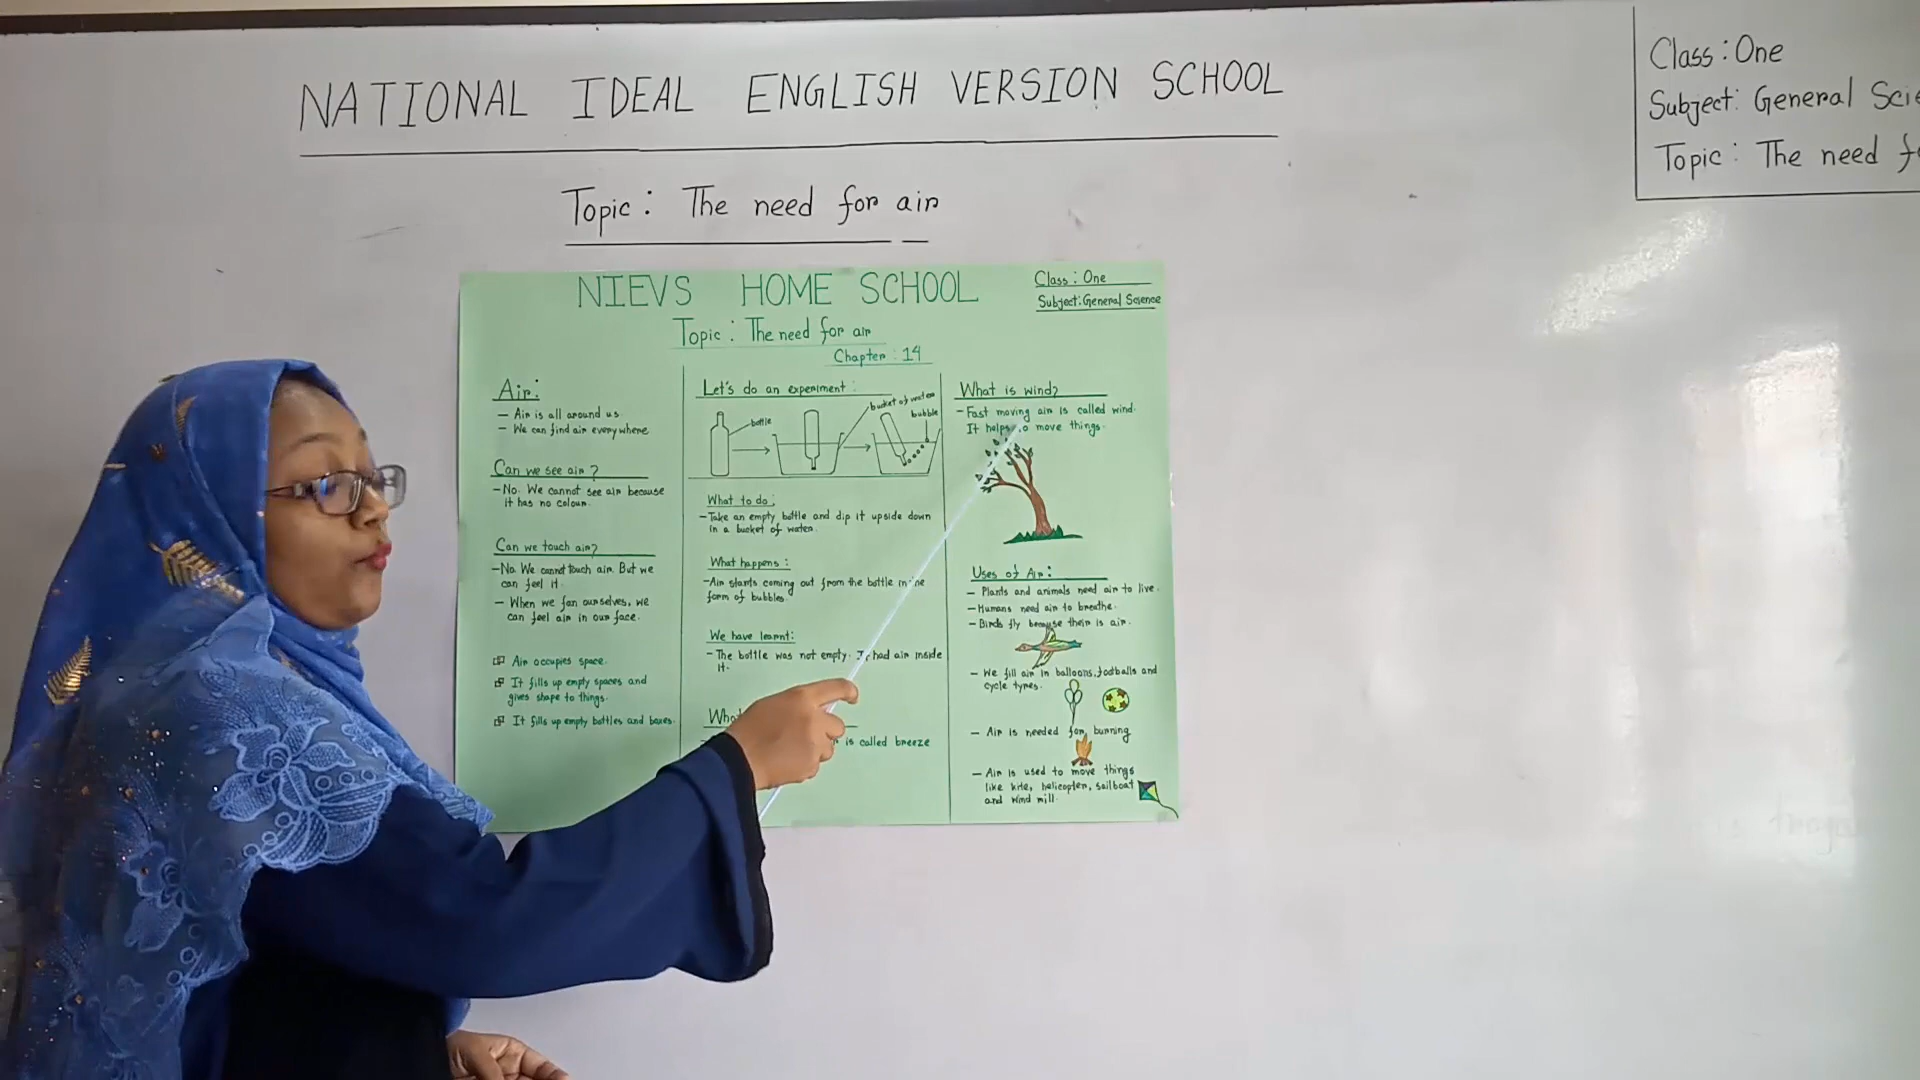 NATIONAL IDEAL ENGLISH VERSION SCHOOL
Topic: The need for air
Class: One
Subject: General
Topic: The need
NIEVS HOME SCHOOL
Class: One
Subject: General Science
Topic: The need for air
Chapter: 14
Air:
- Air is all around us.
- We can find air everywhere
Can we see air?
- No. We cannot see air because
it has no colour.
Can we touch air?
- No. We cannot touch air. But we
can feel it.
- When we fan ourselves, we
can feel air in our face.
Air occupies space.
It fills up empty spaces and
gives shape to things.
It fills up empty bottles and boxes.
Let's do an experiment:
bottle
bucket of water
bubble
What to do:
- Take an empty bottle and dip it upside down
in a bucket of water.
What happens:
- Air starts coming out from the bottle in
form of bubbles.
We have learnt:
- The bottle was not empty. had air inside
it.
is called breeze
What is wind?
- Fast moving air is called wind.
It helps move things.
Uses of Air:
- Plants and animals need air to live.
- Humans need air to breathe.
- Birds fly because their is air.
- We fill air in balloons, footballs and
cycle tyres.
- Air is needed for burning
- Air is used to move things
like kite, helicopter, sailboat
and wind mill.